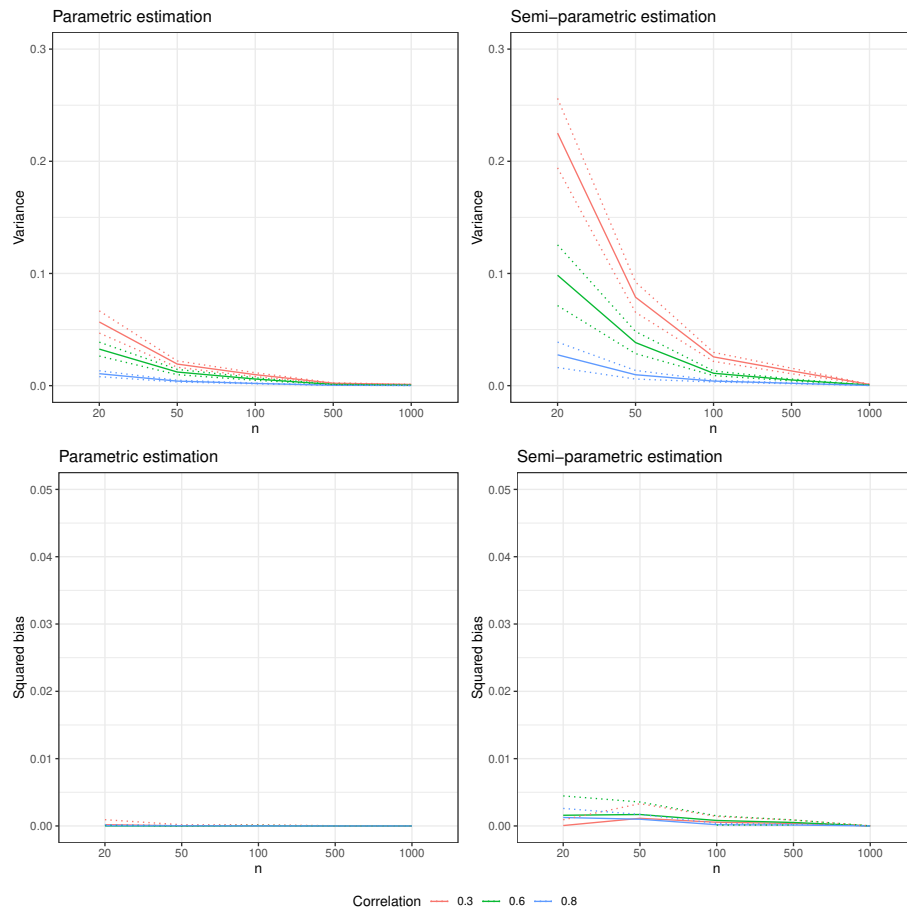 Parametric estimation
0.3
0.2
0.1
0.0
Variance
20 50 100 500 1000
n
Semi−parametric estimation
0.3
0.2
0.1
0.0
Variance
20 50 100 500 1000
n
Parametric estimation
0.05
0.04
0.03
0.02
0.01
0.00
Squared bias
20 50 100 500 1000
n
Semi−parametric estimation
0.05
0.04
0.03
0.02
0.01
0.00
Squared bias
20 50 100 500 1000
n
Correlation 0.3 0.6 0.8